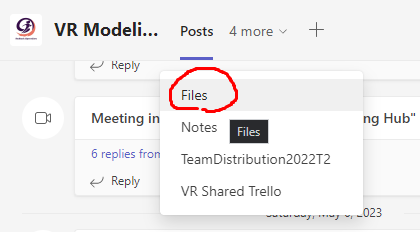 VR Modeli... Posts 4 more
Reply
Files
Meeting in ng Hub"
Notes
Files
6 replies from
TeamDistribution2022T2
Reply
VR Shared Trello
Saturday, May 6, 2023